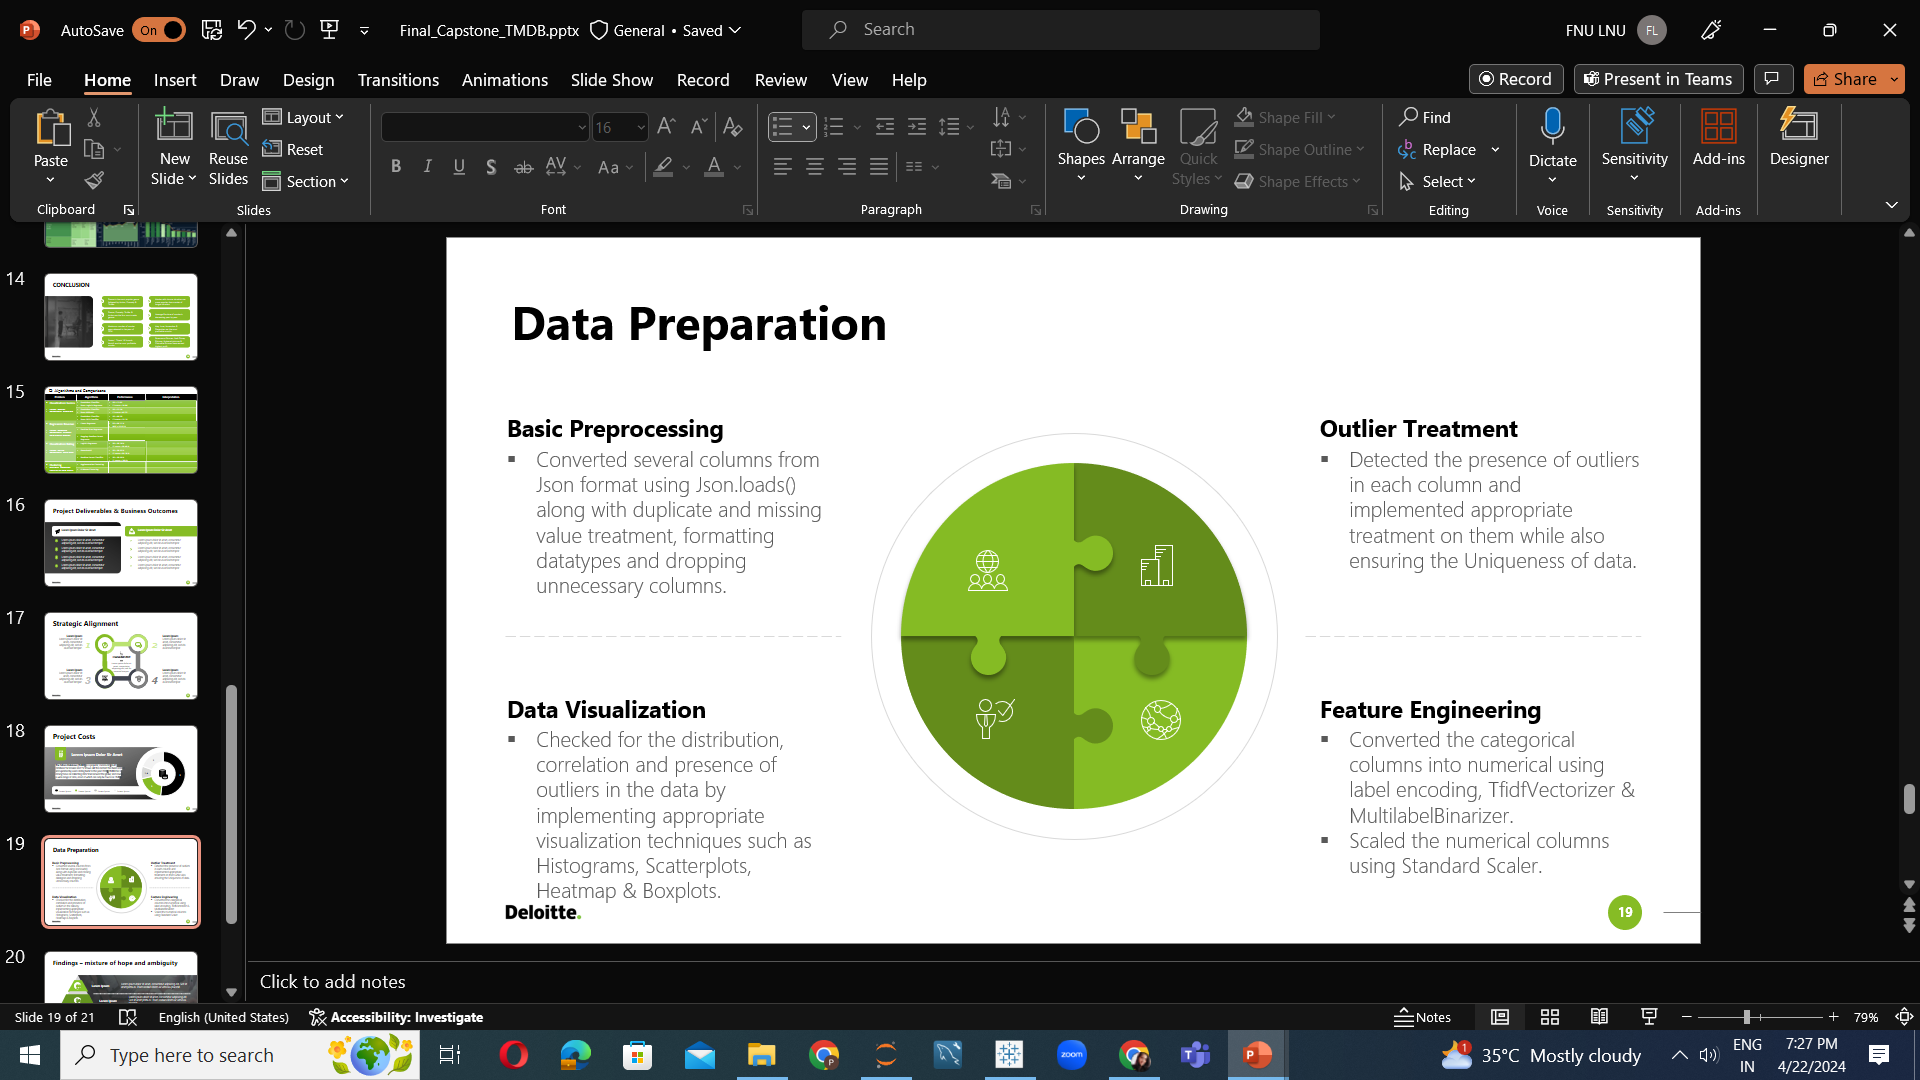 AutoSave On Final_Capstone_TMDB.pptx General • Saved Search FNU LNU FL
File Home Insert Draw Design Transitions Animations Slide Show Record Review View Help Record Present in Teams Share
Paste New Slide Reuse Slides Layout Reset Section 16 Shapes Arrange Quick Styles Shape Fill Shape Outline Shape Effects Find Replace Select Dictate Sensitivity Add-ins Designer
Clipboard Slides Font Paragraph Drawing Editing Voice Sensitivity Add-ins
14
CONCLUSION
15
16
Project Deliverables & Business Outcomes
17
Strategic Alignment
18
Project Costs
19
Data Preparation
20
Findings – mixture of hope and ambiguity
Data Preparation
Basic Preprocessing
▪ Converted several columns from
Json format using Json.loads()
along with duplicate and missing
value treatment, formatting
datatypes and dropping
unnecessary columns.
Outlier Treatment
▪ Detected the presence of outliers
in each column and
implemented appropriate
treatment on them while also
ensuring the Uniqueness of data.
Data Visualization
▪ Checked for the distribution,
correlation and presence of
outliers in the data by
implementing appropriate
visualization techniques such as
Histograms, Scatterplots,
Heatmap & Boxplots.
Feature Engineering
▪ Converted the categorical
columns into numerical using
label encoding, TfidfVectorizer &
MultilabelBinarizer.
▪ Scaled the numerical columns
using Standard Scaler.
Deloitte.
19
Click to add notes
Slide 19 of 21 English (United States) Accessibility: Investigate Notes 79%
Type here to search zoom 1 35°C Mostly cloudy ENG IN 7:27 PM 4/22/2024